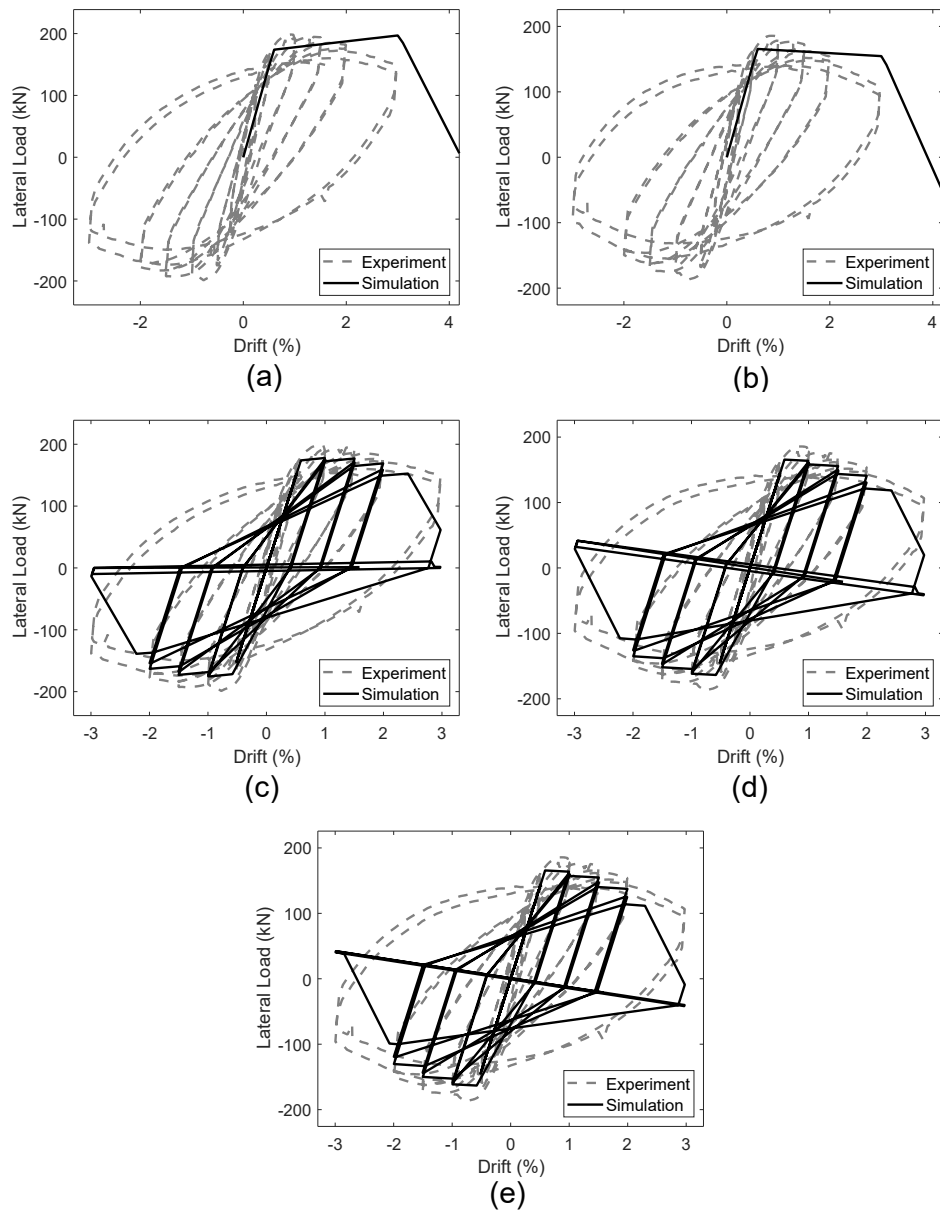 200
100
0
-100
-200
Lateral Load (kN)
-2
0
2
4
Drift (%)
Experiment
Simulation
(a)
200
100
0
-100
-200
Lateral Load (kN)
-2
0
2
4
Drift (%)
Experiment
Simulation
(b)
200
100
0
-100
-200
Lateral Load (kN)
-3
-2
-1
0
1
2
3
Drift (%)
Experiment
Simulation
(c)
200
100
0
-100
-200
Lateral Load (kN)
-3
-2
-1
0
1
2
3
Drift (%)
Experiment
Simulation
(d)
200
100
0
-100
-200
Lateral Load (kN)
-3
-2
-1
0
1
2
3
Drift (%)
Experiment
Simulation
(e)